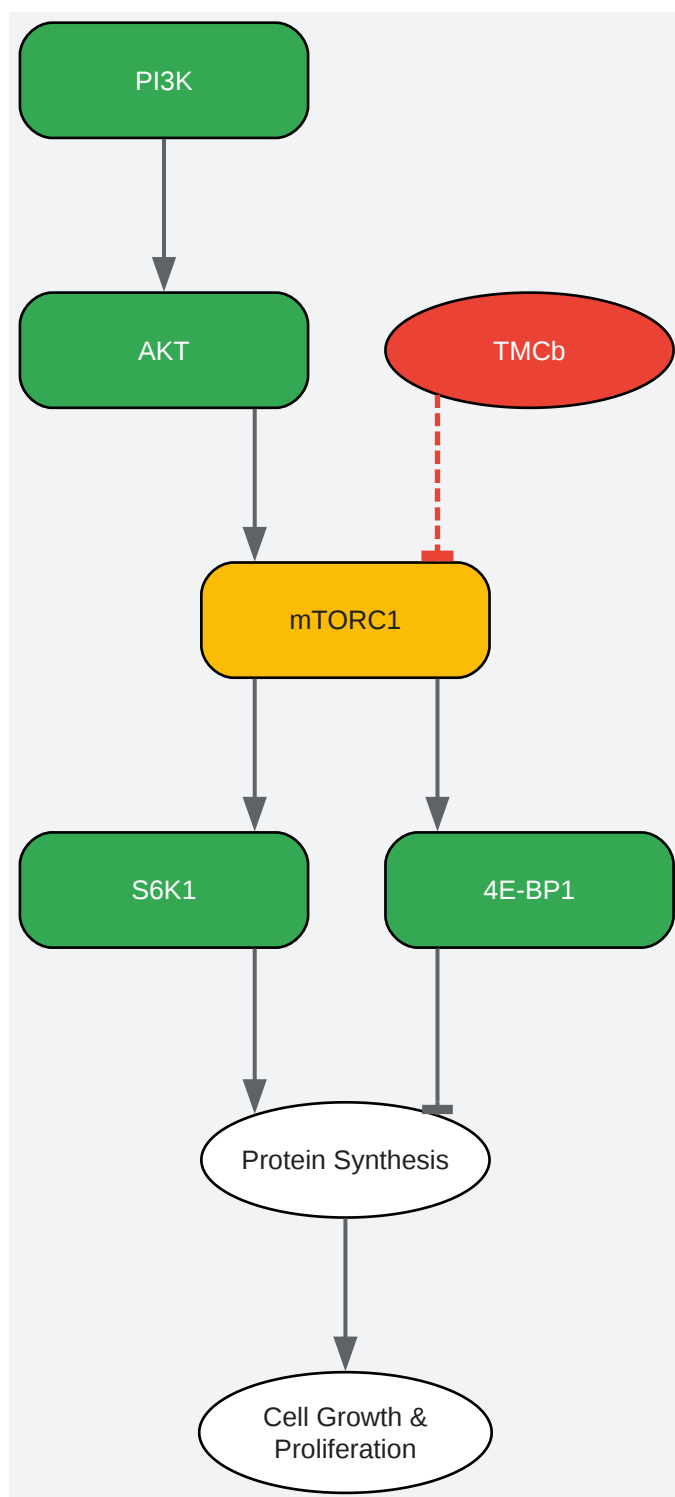 PI3K
AKT
TMCb
mTORC1
S6K1
4E-BP1
Protein Synthesis
Cell Growth &
Proliferation